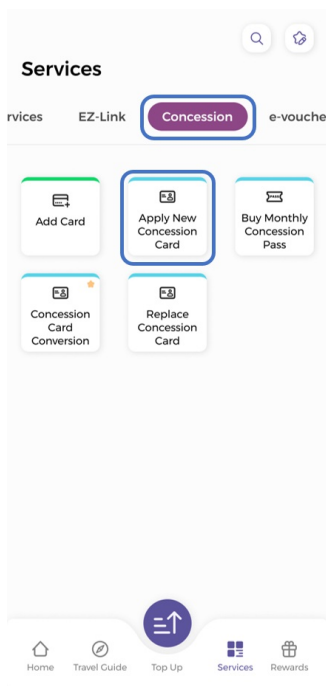 Services
rvices EZ-Link Concession e-vouche
Add Card
Apply New
Concession
Card
Buy Monthly
Concession
Pass
Concession
Card
Conversion
Replace
Concession
Card
Home Travel Guide Top Up Services Rewards